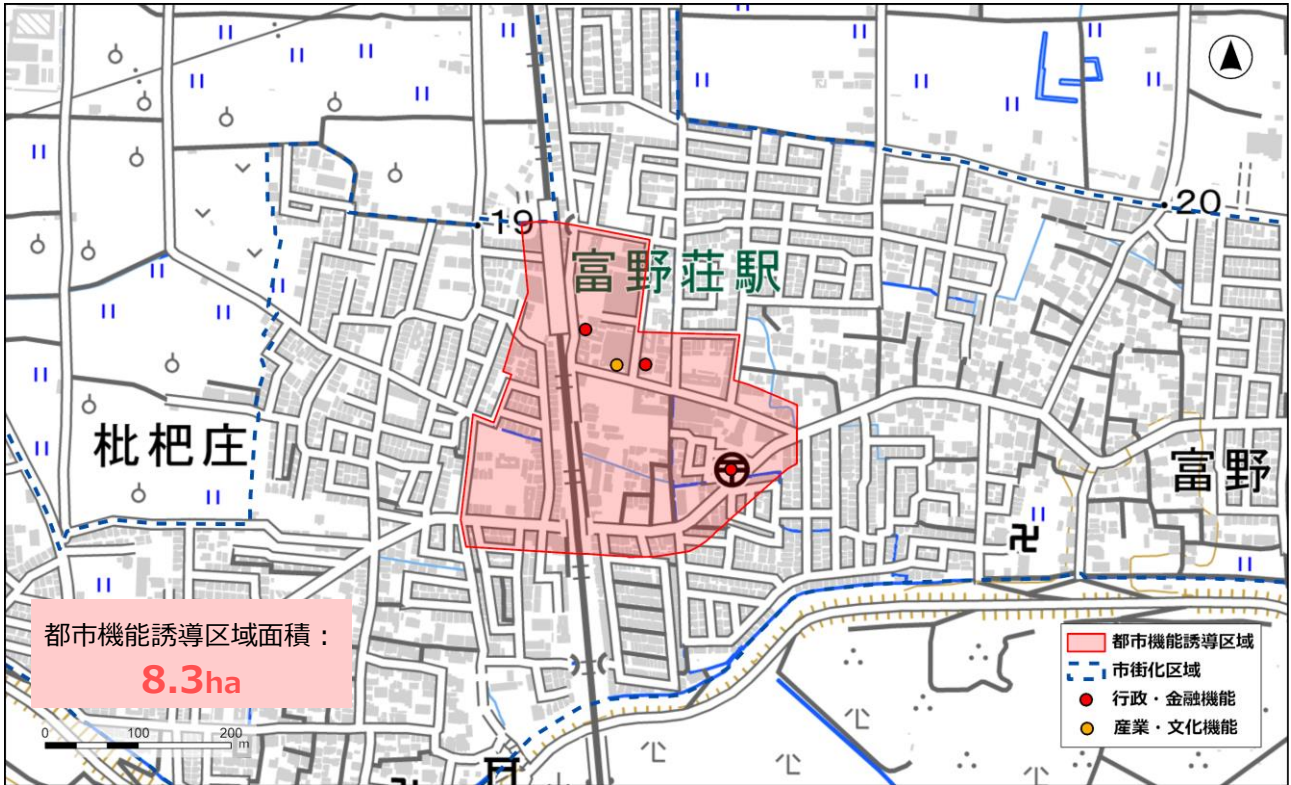 19
20
富野荘駅
枇杷庄
富野
都市機能誘導区域面積：
8.3ha
0 100 200
m
都市機能誘導区域
市街化区域
行政・金融機能
産業・文化機能